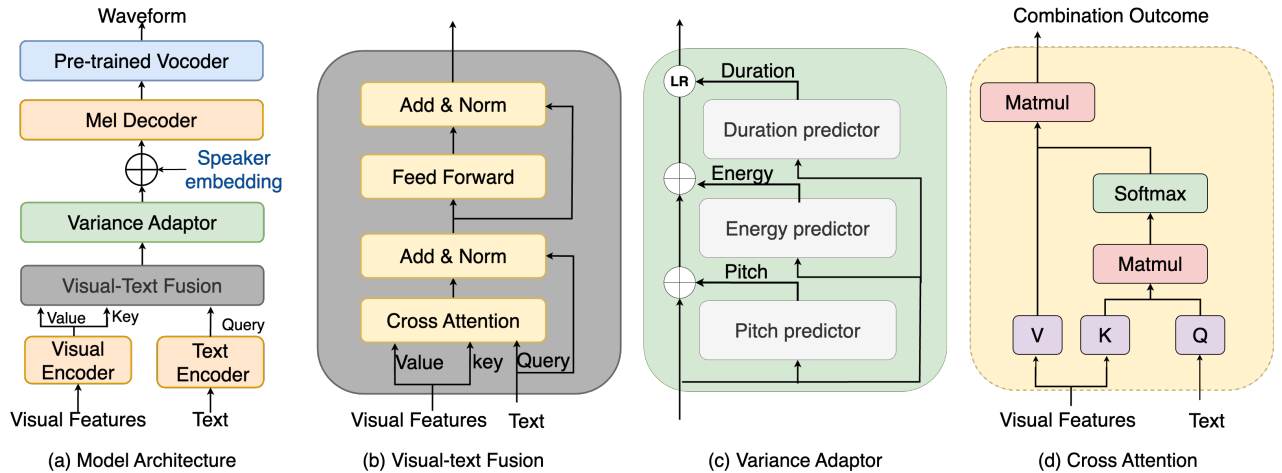 Waveform
Pre-trained Vocoder
Mel Decoder
Speaker
embedding
Variance Adaptor
Visual-Text Fusion
Value
Key
Query
Visual
Encoder
Text
Encoder
Visual Features
Text
(a) Model Architecture
Add & Norm
Feed Forward
Add & Norm
Cross Attention
Value
key
Query
Visual Features
Text
(b) Visual-text Fusion
LR
Duration
Duration predictor
Energy
Energy predictor
Pitch
Pitch predictor
(c) Variance Adaptor
Combination Outcome
Matmul
Softmax
Matmul
V
K
Q
Visual Features
Text
(d) Cross Attention